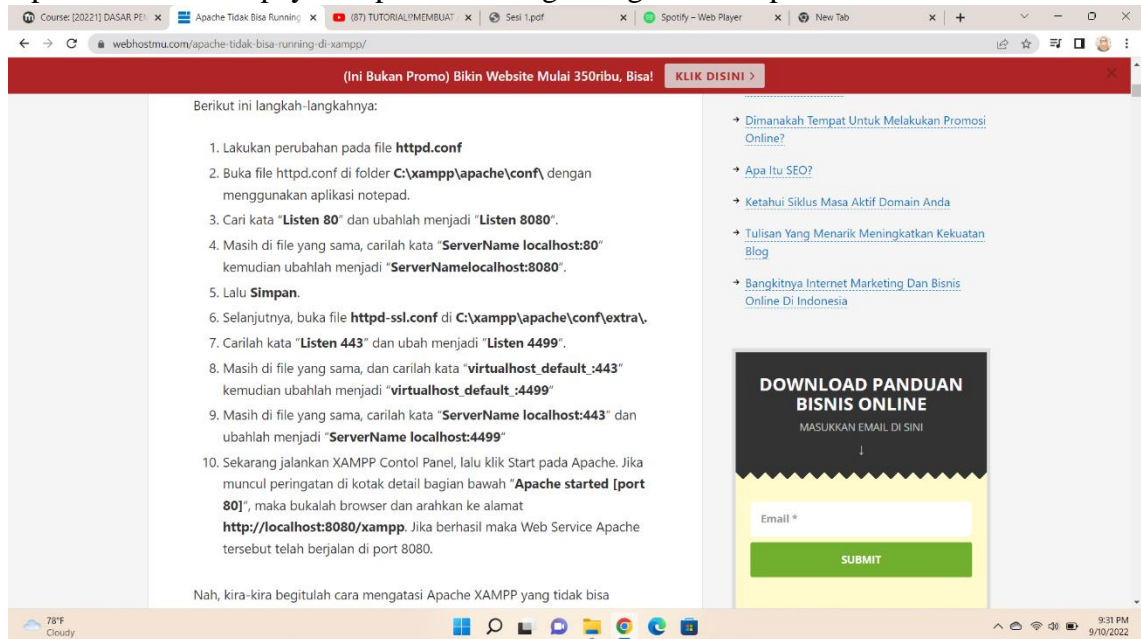 Course: [20221] DASAR PE
Apache Tidak Bisa Running
(87) TUTORIAL!?MEMBUAT
Sesi 1.pdf
Spotify – Web Player
New Tab
webhostmu.com/apache-tidak-bisa-running-di-xampp/
(Ini Bukan Promo) Bikin Website Mulai 350ribu, Bisa!
KLIK DISINI >
Berikut ini langkah-langkahnya:
1. Lakukan perubahan pada file httpd.conf
2. Buka file httpd.conf di folder C:\xampp\apache\conf\ dengan
menggunakan aplikasi notepad.
3. Cari kata “Listen 80” dan ubahlah menjadi “Listen 8080”.
4. Masih di file yang sama, carilah kata “ServerName localhost:80”
kemudian ubahlah menjadi “ServerNamelocalhost:8080”.
5. Lalu Simpan.
6. Selanjutnya, buka file httpd-ssl.conf di C:\xampp\apache\conf\extra\.
7. Carilah kata “Listen 443” dan ubah menjadi “Listen 4499”.
8. Masih di file yang sama, dan carilah kata “virtualhost_default_:443”
kemudian ubahlah menjadi “virtualhost_default_:4499”
9. Masih di file yang sama, carilah kata “ServerName localhost:443” dan
ubahlah menjadi “ServerName localhost:4499”
10. Sekarang jalankan XAMPP Contol Panel, lalu klik Start pada Apache. Jika
muncul peringatan di kotak detail bagian bawah “Apache started [port
80]”, maka bukalah browser dan arahkan ke alamat
http://localhost:8080/xampp. Jika berhasil maka Web Service Apache
tersebut telah berjalan di port 8080.
Nah, kira-kira begitulah cara mengatasi Apache XAMPP yang tidak bisa
Dimanakah Tempat Untuk Melakukan Promosi
Online?
Apa Itu SEO?
Ketahui Siklus Masa Aktif Domain Anda
Tulisan Yang Menarik Meningkatkan Kekuatan
Blog
Bangkitnya Internet Marketing Dan Bisnis
Online Di Indonesia
DOWNLOAD PANDUAN
BISNIS ONLINE
MASUKKAN EMAIL DI SINI
↓
Email *
SUBMIT
78°F
Cloudy
9:31 PM
9/10/2022